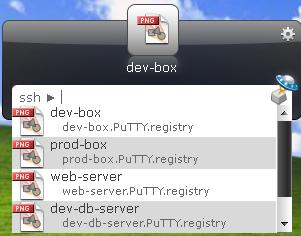 PNG
dev-box
ssh ▶
PNG
dev-box
dev-box.PuTTY.registry
PNG
prod-box
prod-box.PuTTY.registry
PNG
web-server
web-server.PuTTY.registry
PNG
dev-db-server
dev-db-server.PuTTY.registry